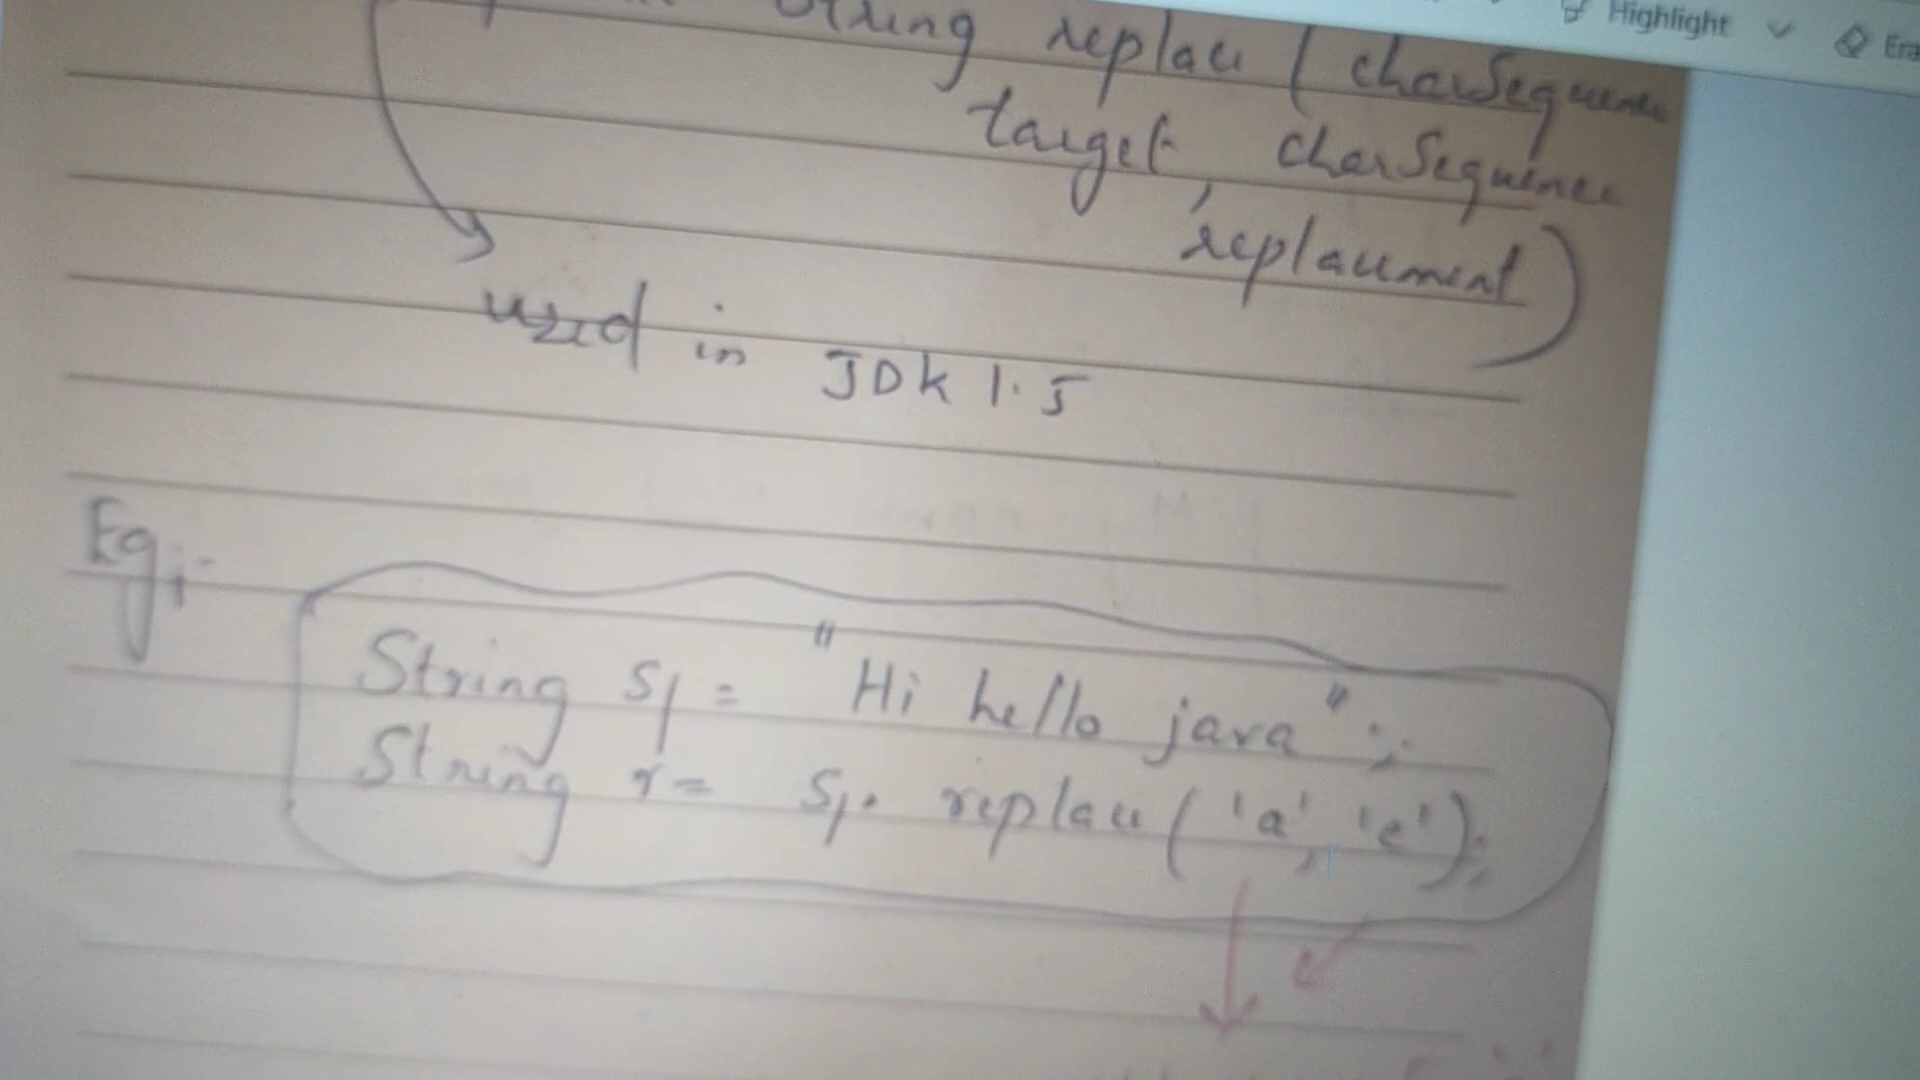 Highlight
String replace (charSequence
target, charSequence
replacement)
used in JDK 1.5
Eg:-
String s1 = "Hi hello java";
String r = s1. replace('a', 'e');